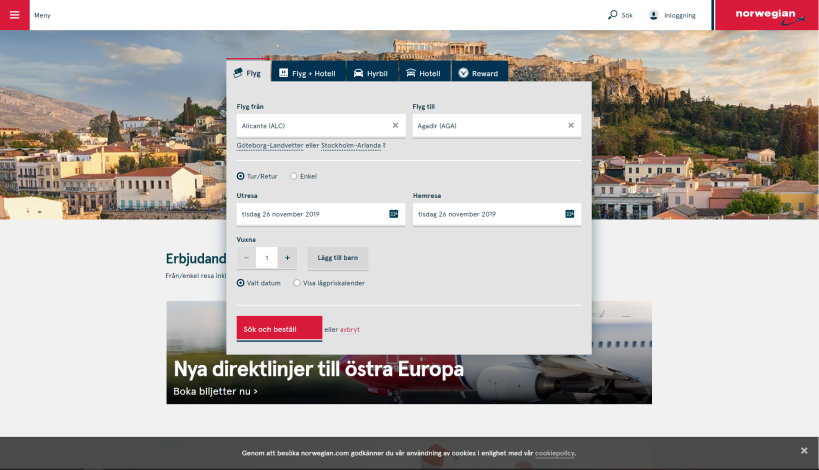 Meny
Sök
Inloggning
norwegian
Flyg
Flyg + Hotell
Hyrbil
Hotell
Reward
Flyg från
Flyg till
Alicante (ALC)
Agadir (AGA)
Göteborg-Landvetter eller Stockholm-Arlanda ?
Tur/Retur
Enkel
Utresa
Hemresa
tisdag 26 november 2019
tisdag 26 november 2019
Vuxna
- 1 +
Lägg till barn
Valt datum
Visa lågpriskalender
Erbjudand
Från/enkel resa inkl
Sök och beställ
eller avbryt
Nya direktlinjer till östra Europa
Boka biljetter nu >
Genom att besöka norwegian.com godkänner du vår användning av cookies i enlighet med vår cookiepolicy.